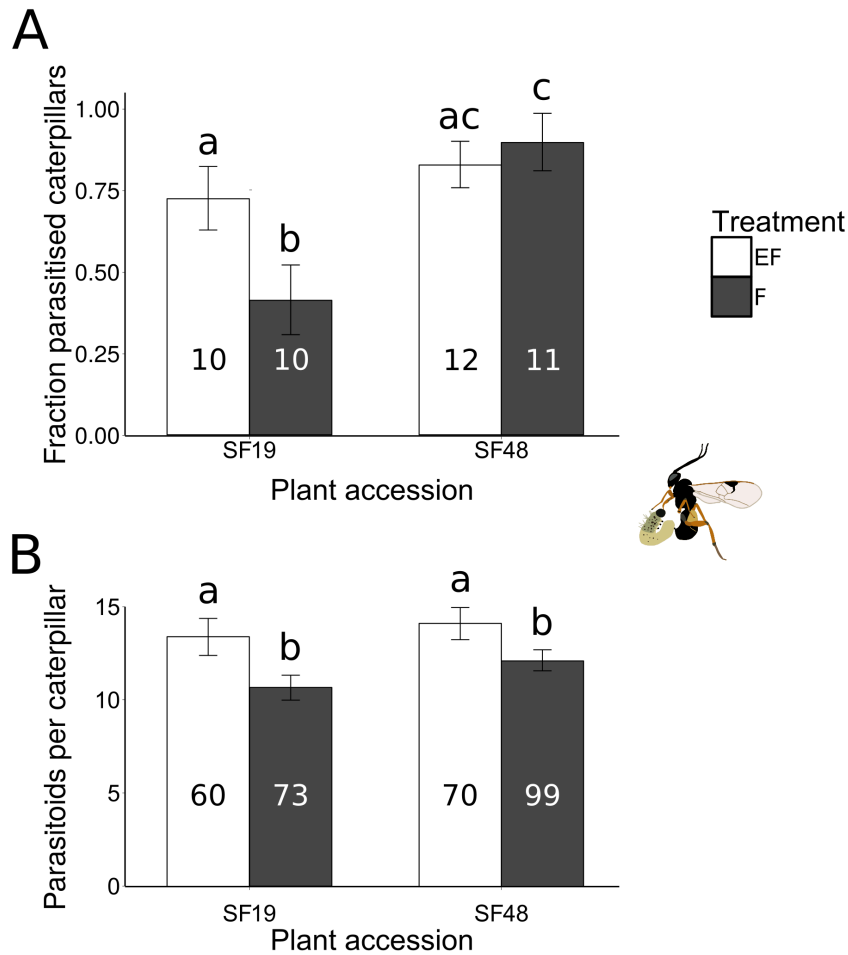 A
Fraction parasitised caterpillars
1.00
0.75
0.50
0.25
0.00
a
b
ac
c
10
10
12
11
SF19
SF48
Plant accession
Treatment
EF
F
B
Parasitoids per caterpillar
15
10
5
0
a
b
a
b
60
73
70
99
SF19
SF48
Plant accession